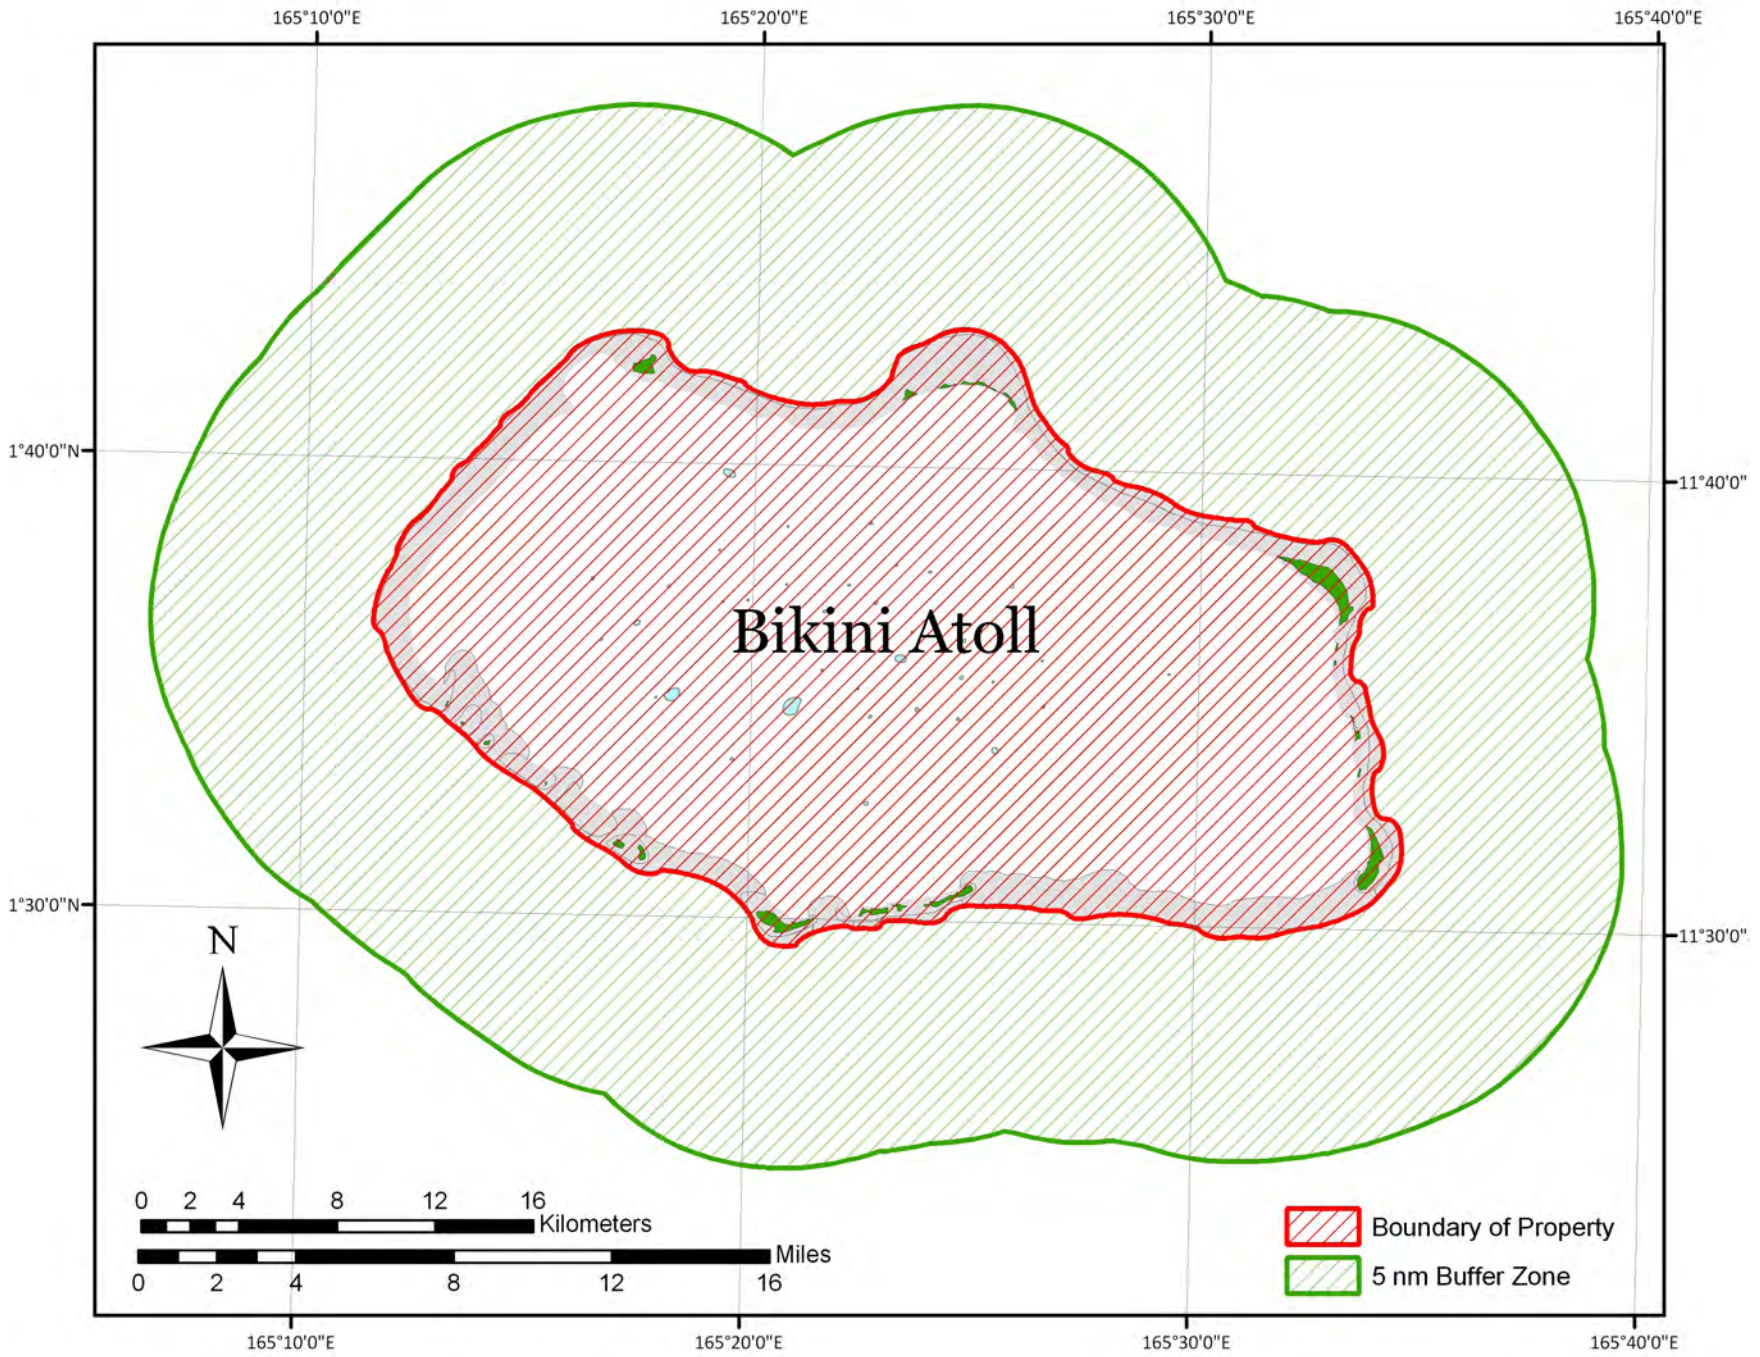 165°10'0"E 165°20'0"E 165°30'0"E 165°40'0"E
1°40'0"N
11°40'0"
Bikini Atoll
1°30'0"N
11°30'0"
N
0 2 4 8 12 16
Kilometers
Miles
0 2 4 8 12 16
Boundary of Property
5 nm Buffer Zone
165°10'0"E 165°20'0"E 165°30'0"E 165°40'0"E